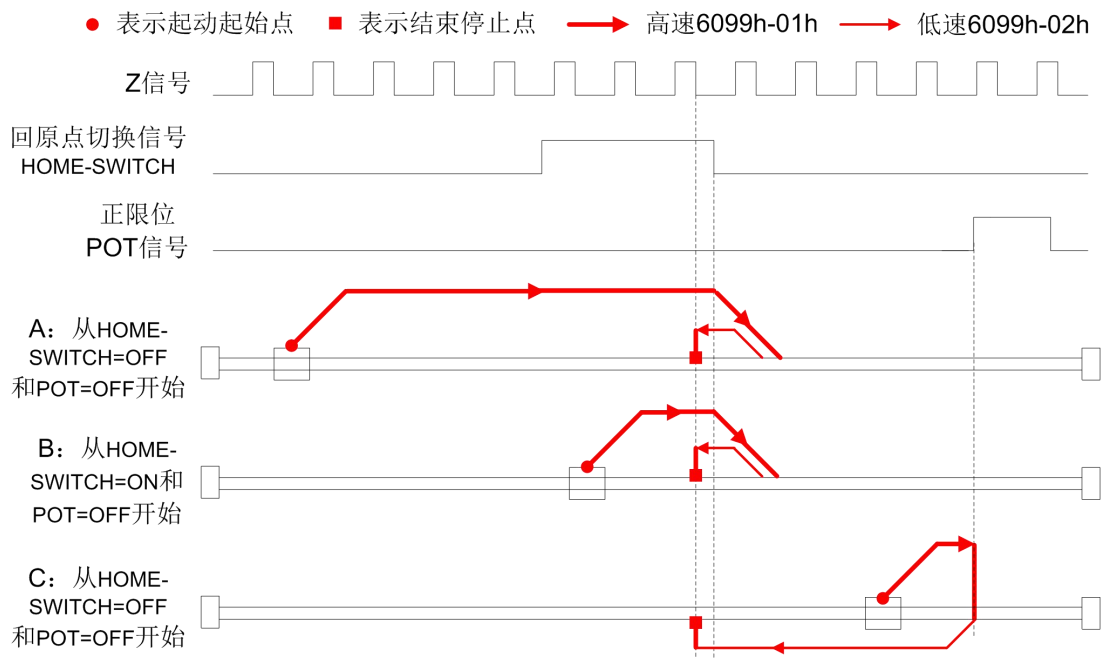 表示起动起始点 表示结束停止点 高速6099h-01h 低速6099h-02h
Z信号
回原点切换信号
HOME-SWITCH
正限位
POT信号
A：从HOME-
SWITCH=OFF
和POT=OFF开始
B：从HOME-
SWITCH=ON和
POT=OFF开始
C：从HOME-
SWITCH=OFF
和POT=OFF开始